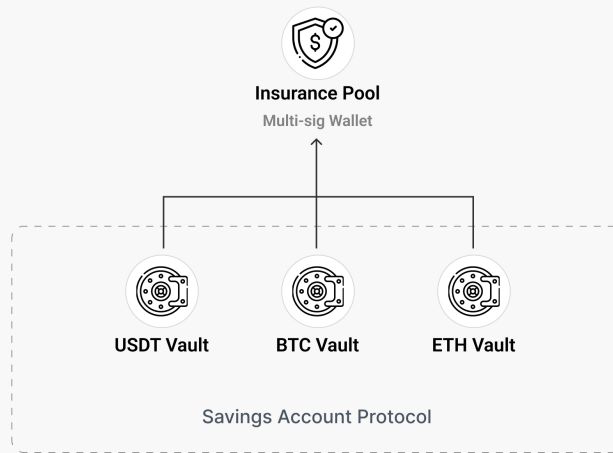 $
Insurance Pool
Multi-sig Wallet
USDT Vault BTC Vault ETH Vault
Savings Account Protocol